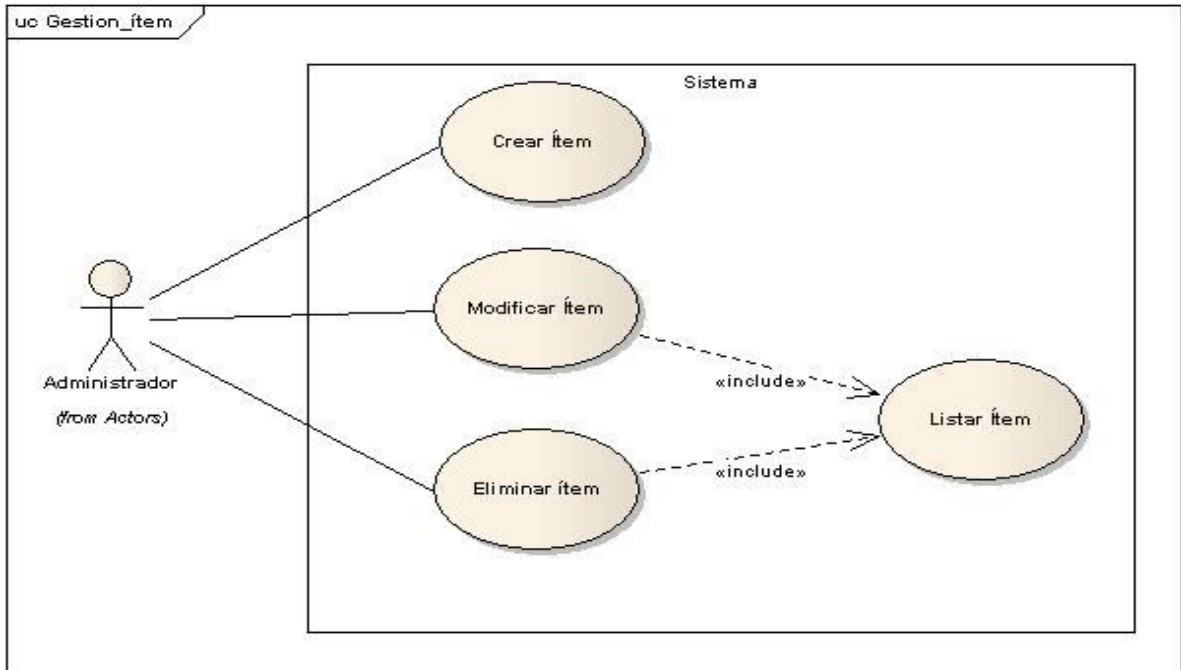 uc Gestion_ítem
Sistema
Crear Ítem
Modificar Ítem
Administrador
(from Actors)
«include»
Listar Ítem
«include»
Eliminar ítem